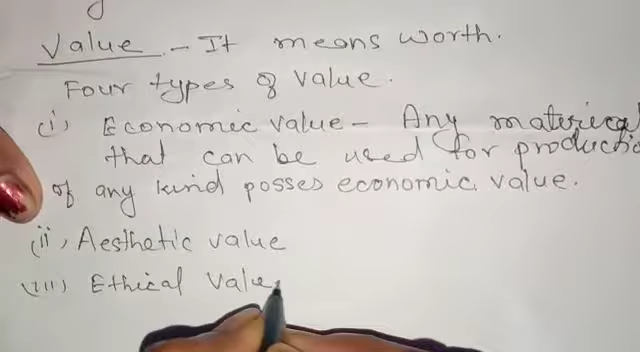 Value - It means worth.
Four types of value.
(i) Economic value - Any material
that can be used for productio
of any kind posses economic value.
(ii) Aesthetic value
(iii) Ethical Value